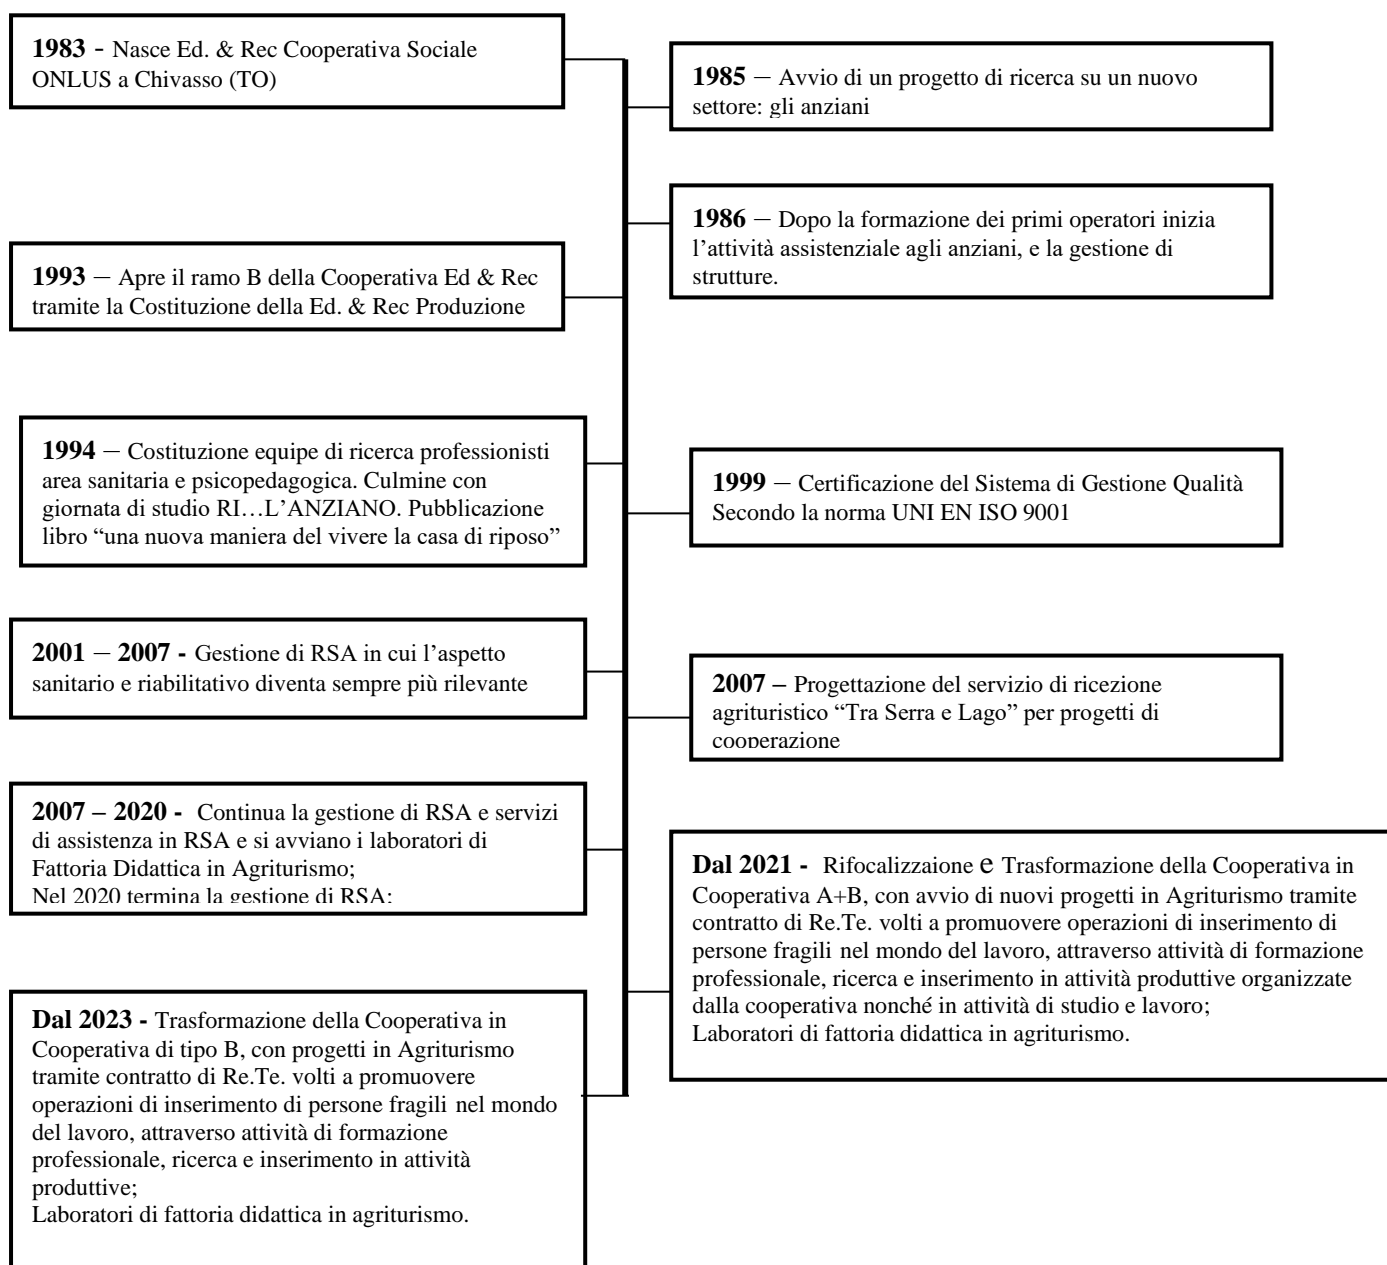 1983 - Nasce Ed. & Rec Cooperativa Sociale
ONLUS a Chivasso (TO)
1985 – Avvio di un progetto di ricerca su un nuovo
settore: gli anziani
1986 – Dopo la formazione dei primi operatori inizia
l’attività assistenziale agli anziani, e la gestione di
strutture.
1993 – Apre il ramo B della Cooperativa Ed & Rec
tramite la Costituzione della Ed. & Rec Produzione
1994 – Costituzione equipe di ricerca professionisti
area sanitaria e psicopedagogica. Culmine con
giornata di studio RI…L’ANZIANO. Pubblicazione
libro “una nuova maniera del vivere la casa di riposo”
1999 – Certificazione del Sistema di Gestione Qualità
Secondo la norma UNI EN ISO 9001
2001 – 2007 - Gestione di RSA in cui l’aspetto
sanitario e riabilitativo diventa sempre più rilevante
2007 – Progettazione del servizio di ricezione
agrituristico “Tra Serra e Lago” per progetti di
cooperazione
2007 – 2020 - Continua la gestione di RSA e servizi
di assistenza in RSA e si avviano i laboratori di
Fattoria Didattica in Agriturismo;
Nel 2020 termina la gestione di RSA;
Dal 2021 - Rifocalizzaione e Trasformazione della Cooperativa in
Cooperativa A+B, con avvio di nuovi progetti in Agriturismo tramite
contratto di Re.Te. volti a promuovere operazioni di inserimento di
persone fragili nel mondo del lavoro, attraverso attività di formazione
professionale, ricerca e inserimento in attività produttive organizzate
dalla cooperativa nonché in attività di studio e lavoro;
Laboratori di fattoria didattica in agriturismo.
Dal 2023 - Trasformazione della Cooperativa in
Cooperativa di tipo B, con progetti in Agriturismo
tramite contratto di Re.Te. volti a promuovere
operazioni di inserimento di persone fragili nel mondo
del lavoro, attraverso attività di formazione
professionale, ricerca e inserimento in attività
produttive;
Laboratori di fattoria didattica in agriturismo.